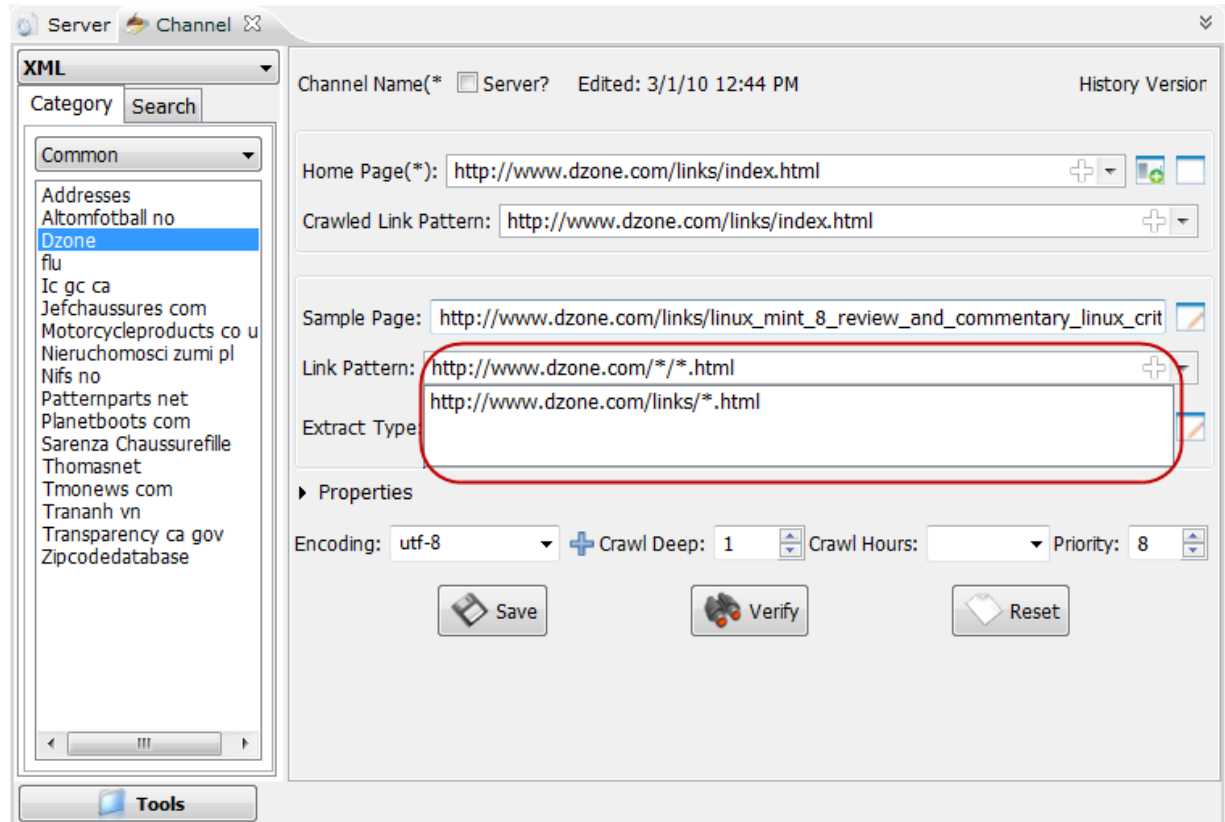 Server Channel
XML
Category Search
Common
Addresses
Altomfotball no
Dzone
flu
Ic gc ca
Jefchaussures com
Motorcycleproducts co u
Nieruchomosci zumi pl
Nifs no
Patternparts net
Planetboots com
Sarenza Chaussurefille
Thomasnet
Tmonews com
Trananh vn
Transparency ca gov
Zipcodedatabase
Tools
Channel Name(* Server? Edited: 3/1/10 12:44 PM History Version
Home Page(*): http://www.dzone.com/links/index.html
Crawled Link Pattern: http://www.dzone.com/links/index.html
Sample Page: http://www.dzone.com/links/linux_mint_8_review_and_commentary_linux_crit
Link Pattern: http://www.dzone.com/*/*.html
http://www.dzone.com/links/*.html
Extract Type
Properties
Encoding: utf-8 Crawl Deep: 1 Crawl Hours: Priority: 8
Save Verify Reset